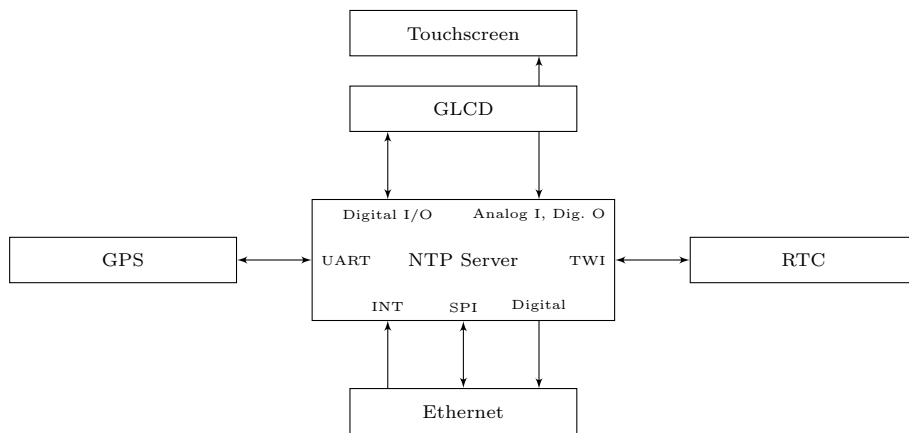 Touchscreen
GLCD
Digital I/O
Analog I, Dig. O
GPS
UART
NTP Server
TWI
RTC
INT
SPI
Digital
Ethernet